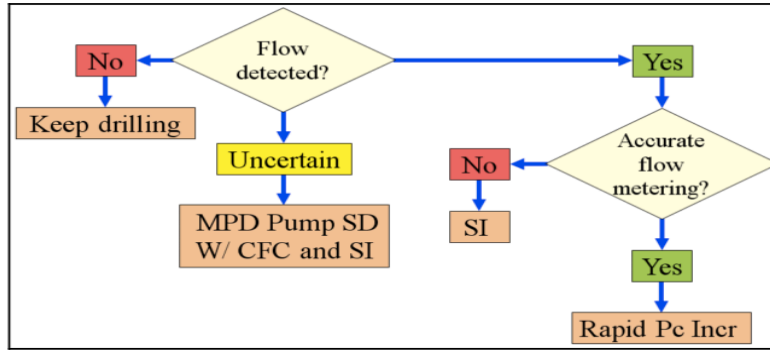 Flow
detected?
No
Yes
Keep drilling
Uncertain
MPD Pump SD
W/ CFC and SI
Accurate
flow
metering?
No
SI
Yes
Rapid Pc Incr